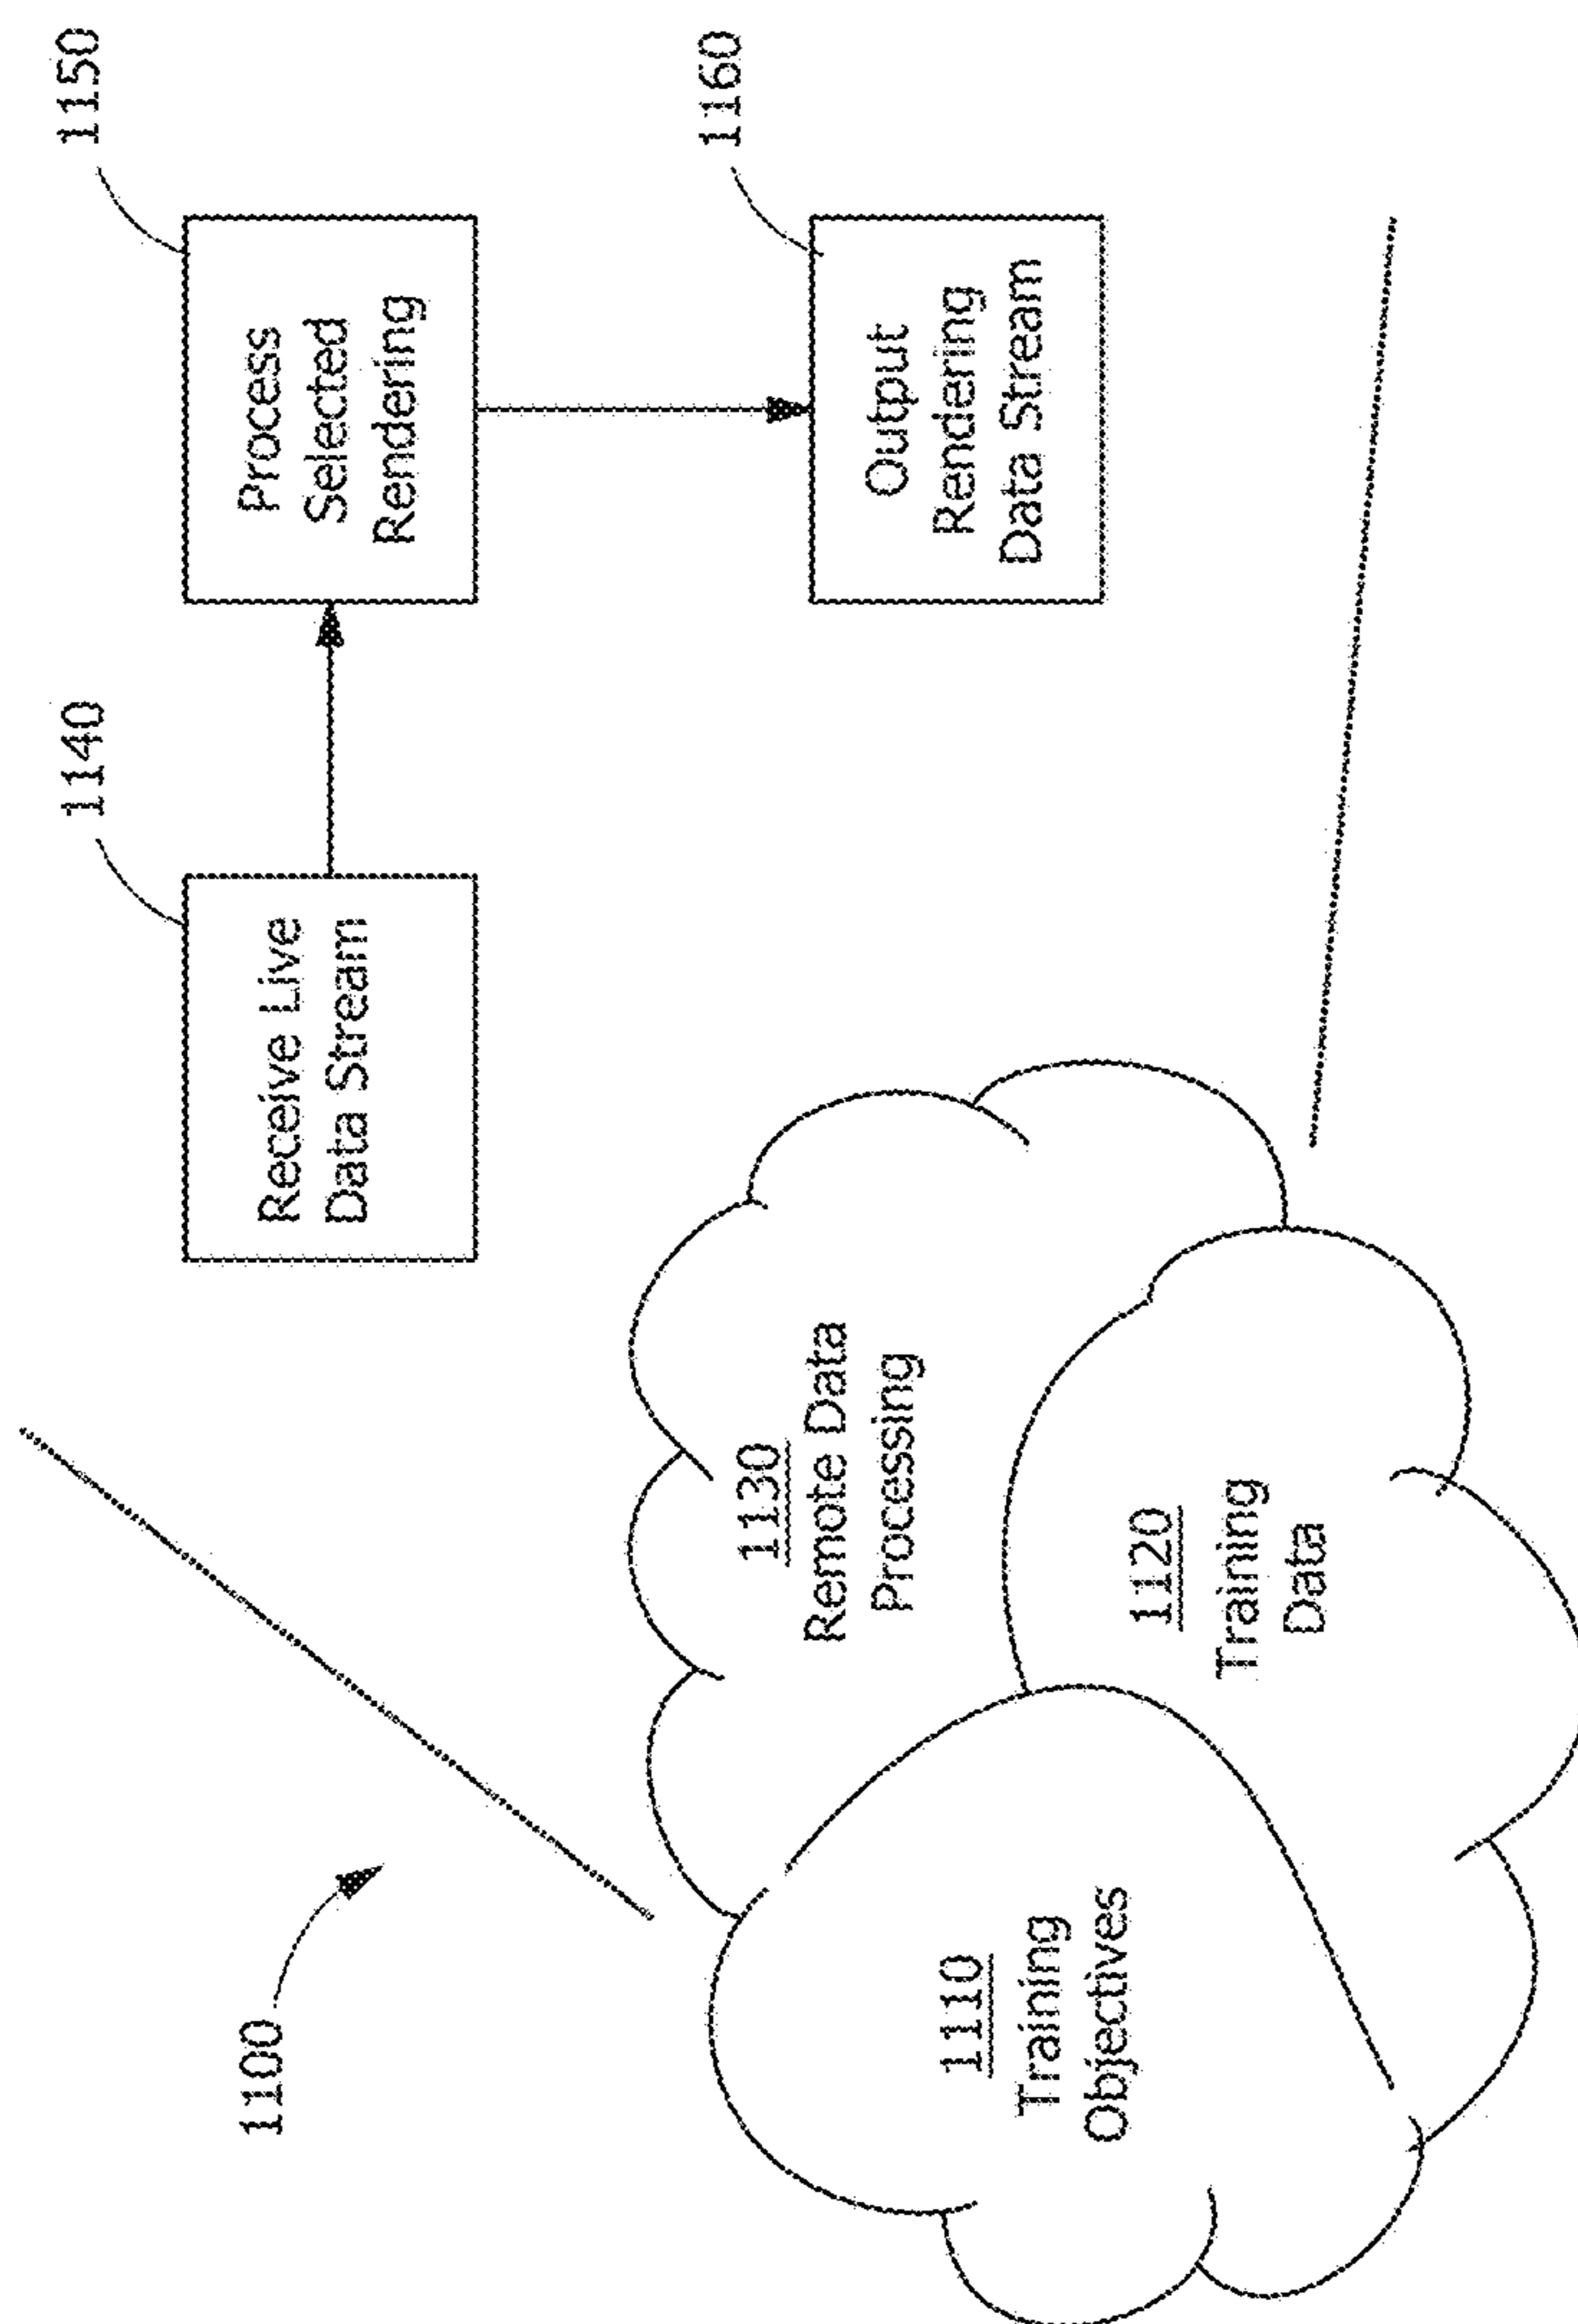 1100
1140
Receive Live
Data Stream
1150
Process
Selected
Rendering
1160
Output
Rendering
Data Stream
1130
Remote Data
Processing
1110
Training
Objectives
1120
Training
Data